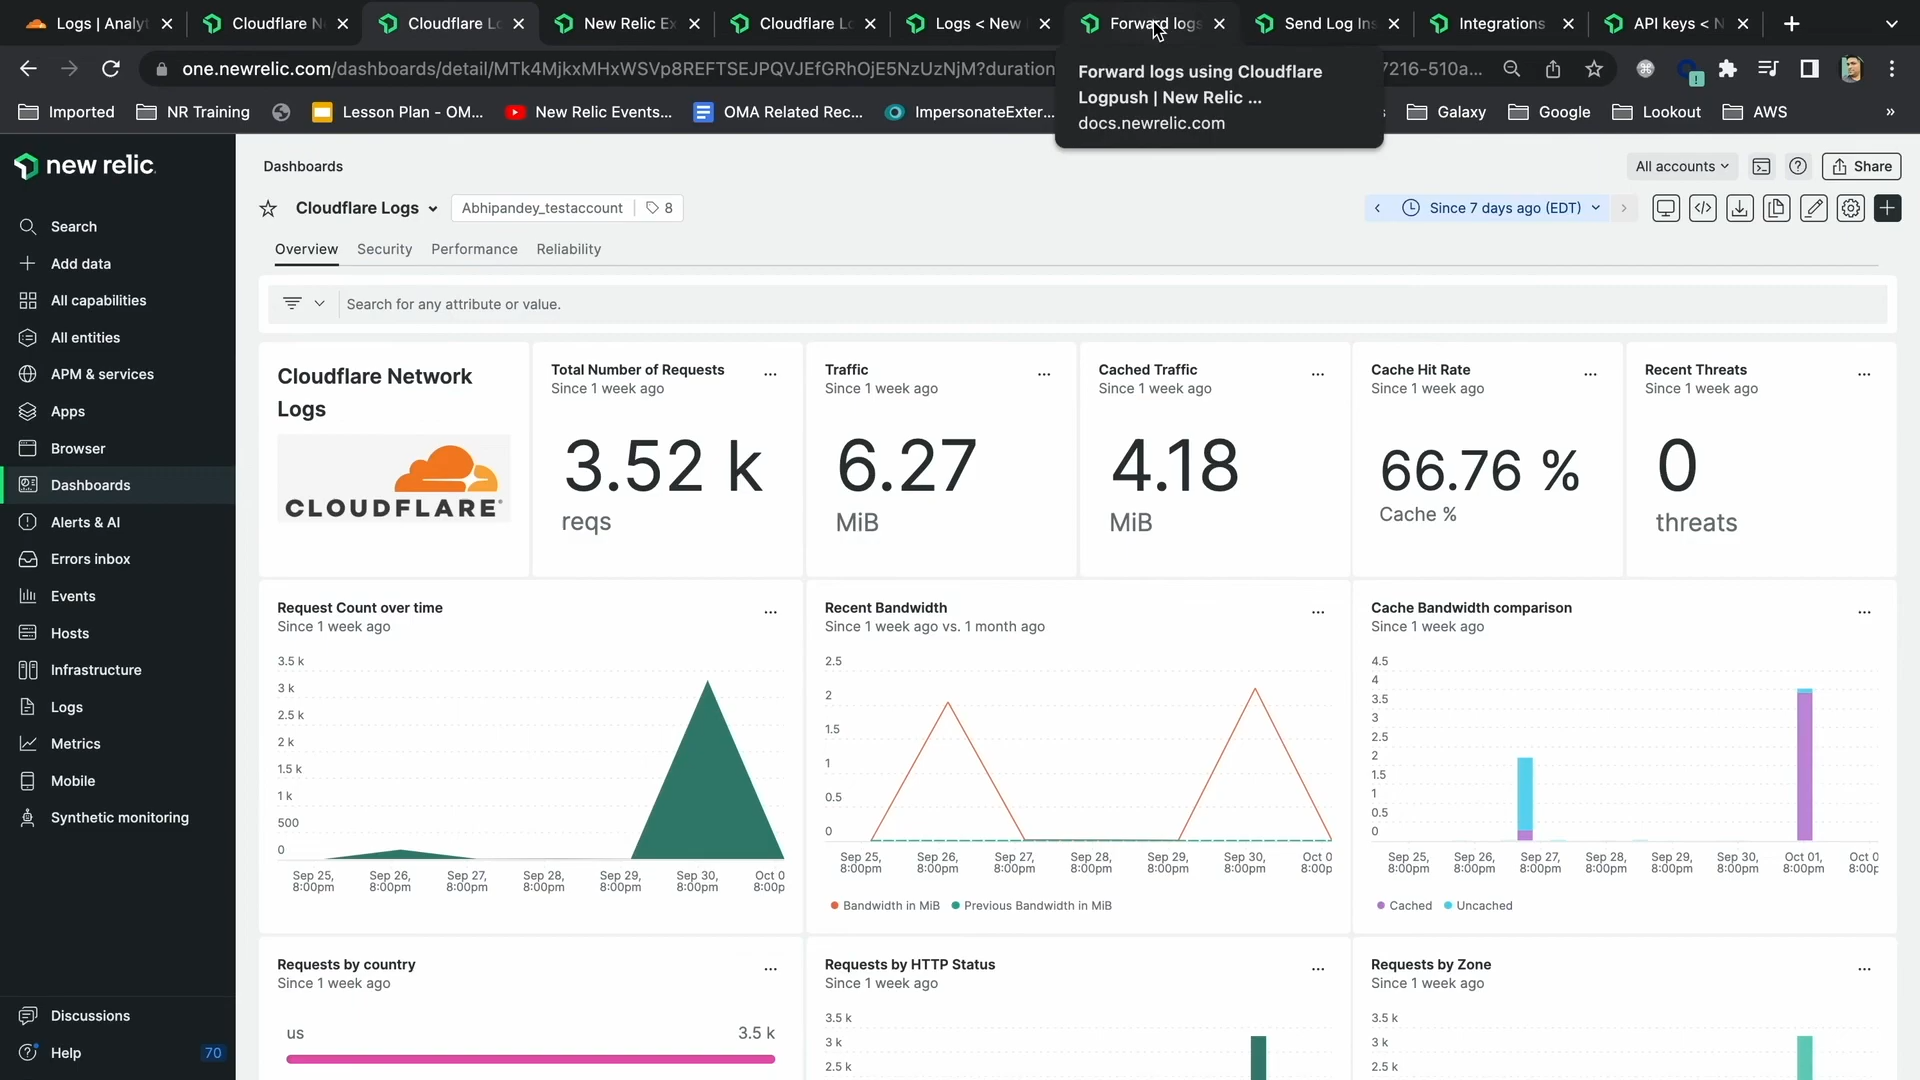 Logs | Analyt
Cloudflare N
Cloudflare Lo
New Relic Ex
Cloudflare Lo
Logs < New
Forward logs
Send Log Ins
Integrations
API keys < N
one.newrelic.com/dashboards/detail/MTk4MjkxMHxWSVp8REFTSEJPQVJEfGRhOjE5NzUzNjM?duration
7216-510a...
Imported
NR Training
Lesson Plan - OM...
New Relic Events...
OMA Related Rec...
ImpersonateExter...
Galaxy
Google
Lookout
AWS
»
Forward logs using Cloudflare
Logpush | New Relic ...
docs.newrelic.com
new relic
Search
Add data
All capabilities
All entities
APM & services
Apps
Browser
Dashboards
Alerts & AI
Errors inbox
Events
Hosts
Infrastructure
Logs
Metrics
Mobile
Synthetic monitoring
Discussions
Help
70
Dashboards
All accounts
Share
Cloudflare Logs
Abhipandey_testaccount
8
Since 7 days ago (EDT)
Overview
Security
Performance
Reliability
Search for any attribute or value.
Cloudflare Network
Logs
CLOUDFLARE
Total Number of Requests
Since 1 week ago
3.52 k
reqs
Traffic
Since 1 week ago
6.27
MiB
Cached Traffic
Since 1 week ago
4.18
MiB
Cache Hit Rate
Since 1 week ago
66.76 %
Cache %
Recent Threats
Since 1 week ago
0
threats
Request Count over time
Since 1 week ago
3.5 k
3 k
2.5 k
2 k
1.5 k
1 k
500
0
Sep 25,
8:00pm
Sep 26,
8:00pm
Sep 27,
8:00pm
Sep 28,
8:00pm
Sep 29,
8:00pm
Sep 30,
8:00pm
Oct 0
8:00p
Recent Bandwidth
Since 1 week ago vs. 1 month ago
2.5
2
1.5
1
0.5
0
Sep 25,
8:00pm
Sep 26,
8:00pm
Sep 27,
8:00pm
Sep 28,
8:00pm
Sep 29,
8:00pm
Sep 30,
8:00pm
Oct 0
8:00p
Bandwidth in MiB
Previous Bandwidth in MiB
Cache Bandwidth comparison
Since 1 week ago
4.5
4
3.5
3
2.5
2
1.5
1
0.5
0
Sep 25,
8:00pm
Sep 26,
8:00pm
Sep 27,
8:00pm
Sep 28,
8:00pm
Sep 29,
8:00pm
Sep 30,
8:00pm
Oct 01,
8:00pm
Oct 0
8:00p
Cached
Uncached
Requests by country
Since 1 week ago
us
3.5 k
Requests by HTTP Status
Since 1 week ago
3.5 k
3 k
2.5 k
Requests by Zone
Since 1 week ago
3.5 k
3 k
2.5 k